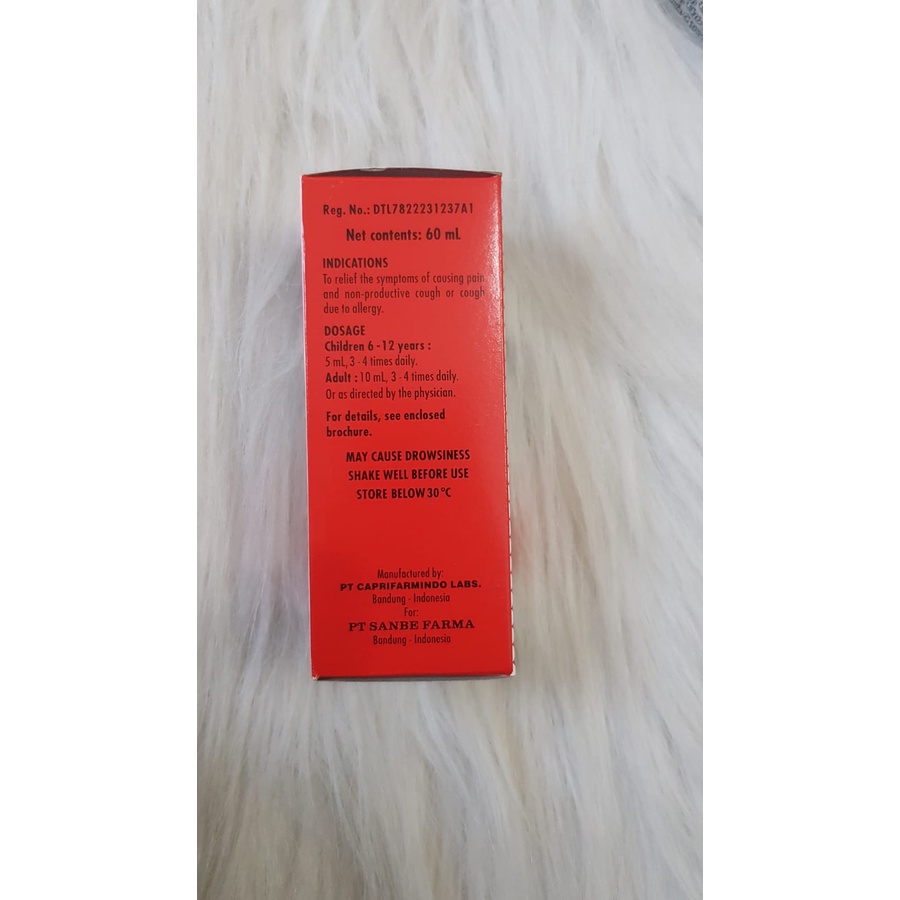 Reg. No.: DTL7822231237A1
Net contents: 60 mL
INDICATIONS
To relief the symptoms of causing pain
and non-productive cough or cough
due to allergy.
DOSAGE
Children 6 - 12 years :
5 mL, 3 - 4 times daily.
Adult : 10 mL, 3 - 4 times daily.
Or as directed by the physician.
For details, see enclosed
brochure.
MAY CAUSE DROWSINESS
SHAKE WELL BEFORE USE
STORE BELOW 30 °C
Manufactured by:
PT CAPRIFARMINDO LABS.
Bandung - Indonesia
For:
PT SANBE FARMA
Bandung - Indonesia